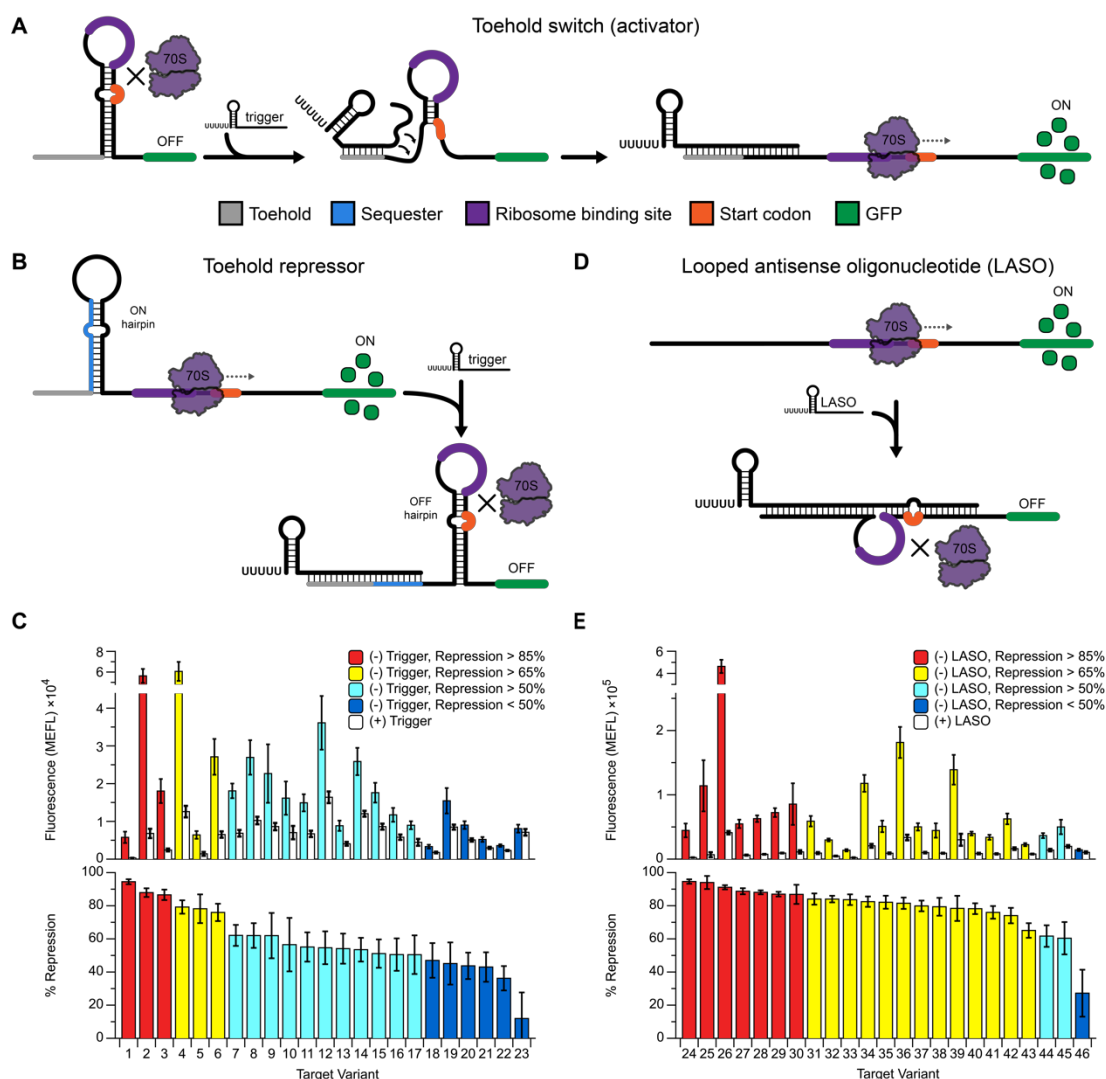 A
Toehold switch (activator)
70S
OFF
UUUUU
trigger
UUUUU
UUUUU
70S
ON
Toehold
Sequester
Ribosome binding site
Start codon
GFP
B
Toehold repressor
ON
hairpin
70S
ON
UUUUU
trigger
OFF
hairpin
70S
UUUUU
OFF
D
Looped antisense oligonucleotide (LASO)
70S
ON
UUUUU
LASO
UUUUU
OFF
70S
C
Fluorescence (MEFL) ×10⁴
8
6
4
3
2
1
0
(-) Trigger, Repression > 85%
(-) Trigger, Repression > 65%
(-) Trigger, Repression > 50%
(-) Trigger, Repression < 50%
(+) Trigger
% Repression
100
80
60
40
20
0
1 2 3 4 5 6 7 8 9 10 11 12 13 14 15 16 17 18 19 20 21 22 23
Target Variant
E
Fluorescence (MEFL) ×10⁵
6
4
2
1
0
(-) LASO, Repression > 85%
(-) LASO, Repression > 65%
(-) LASO, Repression > 50%
(-) LASO, Repression < 50%
(+) LASO
% Repression
100
80
60
40
20
0
24 25 26 27 28 29 30 31 32 33 34 35 36 37 38 39 40 41 42 43 44 45 46
Target Variant